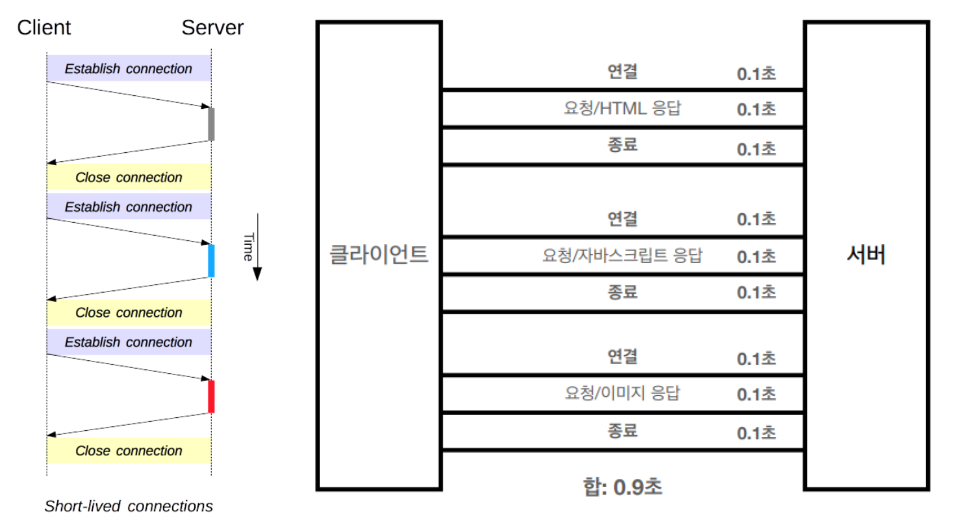 Client
Server
Establish connection
Close connection
Establish connection
Time
Close connection
Establish connection
Close connection
Short-lived connections
클라이언트
연결 0.1초
요청/HTML 응답 0.1초
종료 0.1초
연결 0.1초
요청/자바스크립트 응답 0.1초
종료 0.1초
연결 0.1초
요청/이미지 응답 0.1초
종료 0.1초
합: 0.9초
서버